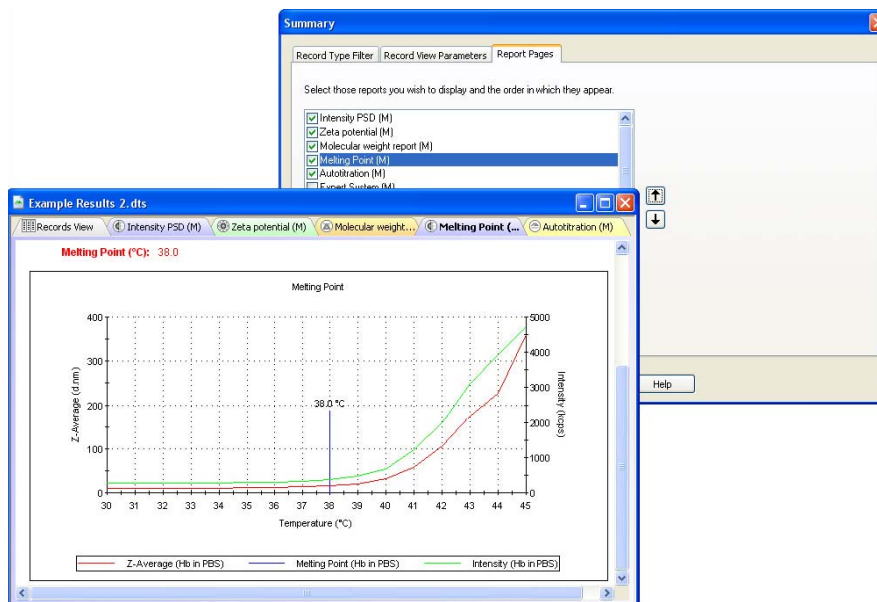 Summary
Record Type Filter
Record View Parameters
Report Pages
Select those reports you wish to display and the order in which they appear.
Intensity PSD (M)
Zeta potential (M)
Molecular weight report (M)
Melting Point (M)
Autotitration (M)
Expert System (M)
Help
Example Results 2.dts
Records View
Intensity PSD (M)
Zeta potential (M)
Molecular weight...
Melting Point (...
Autotitration (M)
Melting Point (°C): 38.0
Melting Point
400
300
200
100
0
Z-Average (d.nm)
38.0 °C
5000
4000
3000
2000
1000
0
Intensity (kcps)
30 31 32 33 34 35 36 37 38 39 40 41 42 43 44 45
Temperature (°C)
Z-Average (Hb in PBS)
Melting Point (Hb in PBS)
Intensity (Hb in PBS)